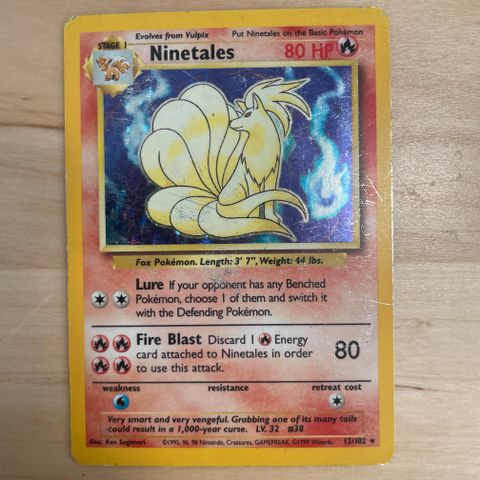 Evolves from Vulpix Put Ninetales on the Basic Pokémon
STAGE 1
Ninetales 80 HP
Fox Pokémon. Length: 3' 7", Weight: 44 lbs.
Lure If your opponent has any Benched
Pokémon, choose 1 of them and switch it
with the Defending Pokémon.
Fire Blast Discard 1 Energy
card attached to Ninetales in order
to use this attack.
80
weakness resistance retreat cost
Very smart and very vengeful. Grabbing one of its many tails
could result in a 1,000-year curse. LV. 32 #38
Illus. Ken Sugimori ©1995, 96, 98 Nintendo, Creatures, GAMEFREAK. ©1999 Wizards. 12/102